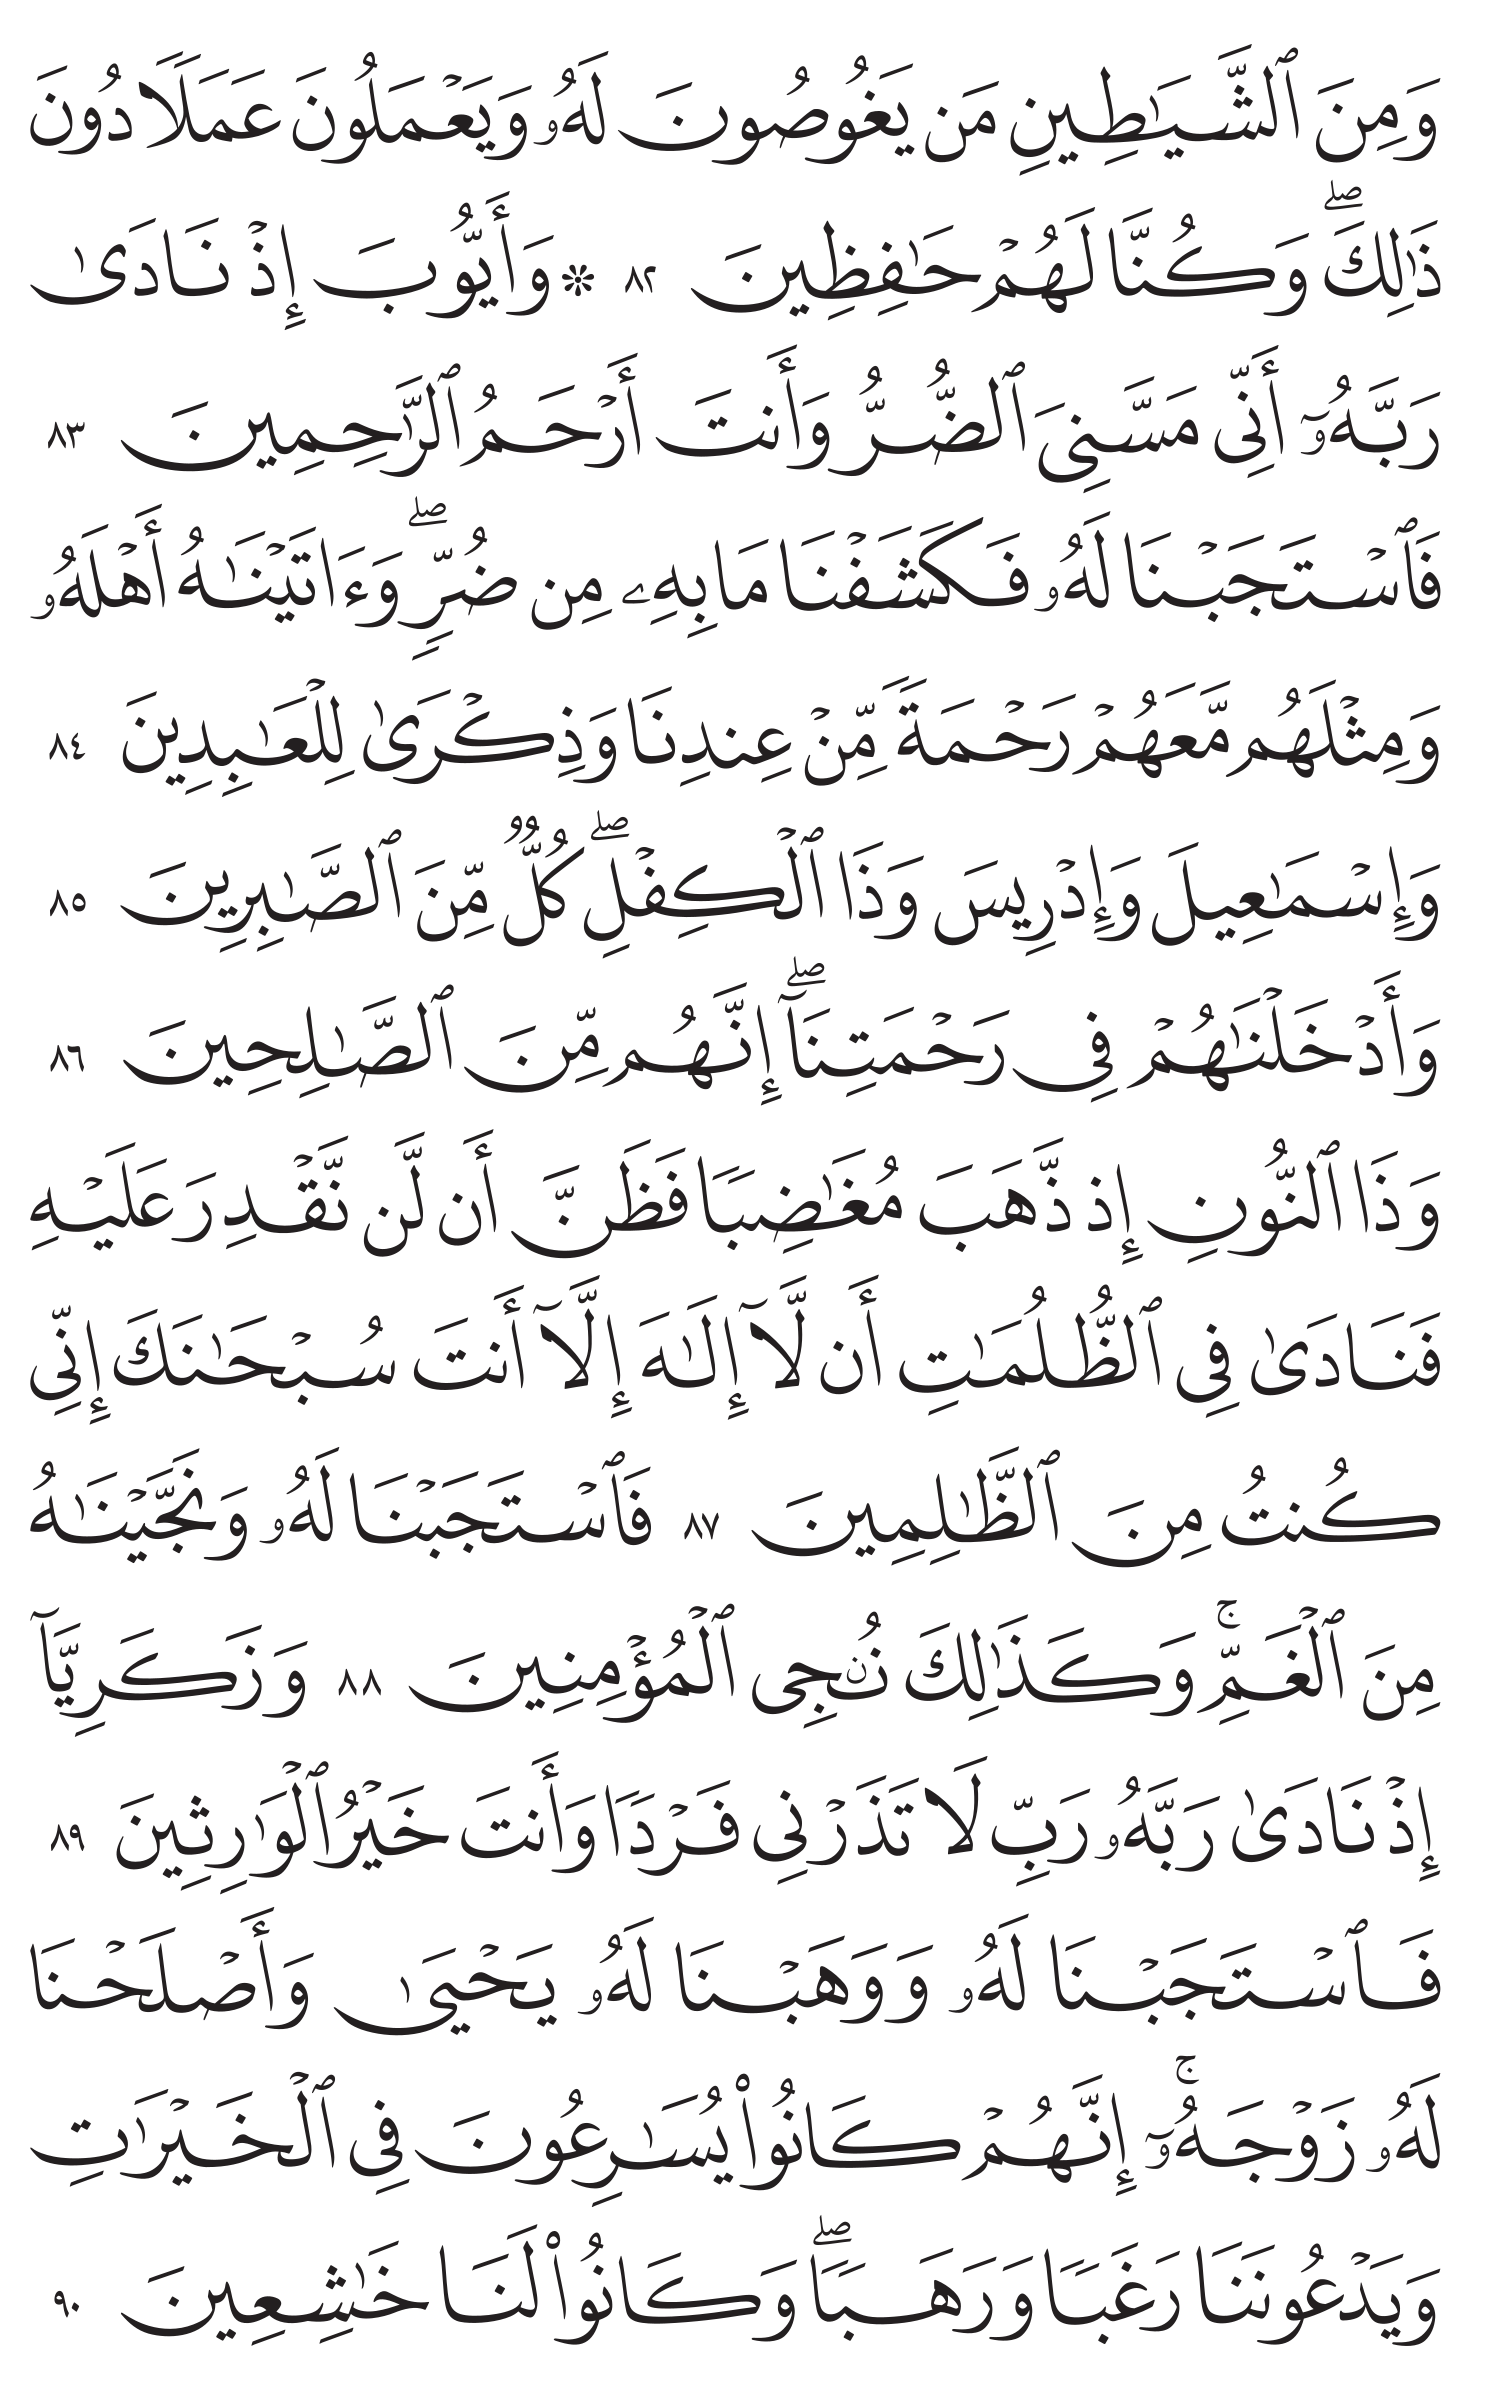 وَمِنَ ٱلشَّيَٰطِينِ مَن يَغُوصُونَ لَهُۥ وَيَعْمَلُونَ عَمَلًا دُونَ
ذَٰلِكَۖ وَكُنَّا لَهُمْ حَٰفِظِينَ ٨٢ ۞ وَأَيُّوبَ إِذْ نَادَىٰ
رَبَّهُۥٓ أَنِّى مَسَّنِىَ ٱلضُّرُّ وَأَنتَ أَرْحَمُ ٱلرَّٰحِمِينَ ٨٣
فَٱسْتَجَبْنَا لَهُۥ فَكَشَفْنَا مَا بِهِۦ مِن ضُرٍّۖ وَءَاتَيْنَٰهُ أَهْلَهُۥ
وَمِثْلَهُم مَّعَهُمْ رَحْمَةً مِّنْ عِندِنَا وَذِكْرَىٰ لِلْعَٰبِدِينَ ٨٤
وَإِسْمَٰعِيلَ وَإِدْرِيسَ وَذَا ٱلْكِفْلِۖ كُلٌّ مِّنَ ٱلصَّٰبِرِينَ ٨٥
وَأَدْخَلْنَٰهُمْ فِى رَحْمَتِنَآۖ إِنَّهُم مِّنَ ٱلصَّٰلِحِينَ ٨٦
وَذَا ٱلنُّونِ إِذ ذَّهَبَ مُغَٰضِبًا فَظَنَّ أَن لَّن نَّقْدِرَ عَلَيْهِ
فَنَادَىٰ فِى ٱلظُّلُمَٰتِ أَن لَّآ إِلَٰهَ إِلَّآ أَنتَ سُبْحَٰنَكَ إِنِّى
كُنتُ مِنَ ٱلظَّٰلِمِينَ ٨٧ فَٱسْتَجَبْنَا لَهُۥ وَنَجَّيْنَٰهُ
مِنَ ٱلْغَمِّۚ وَكَذَٰلِكَ نُۨجِى ٱلْمُؤْمِنِينَ ٨٨ وَزَكَرِيَّآ
إِذْ نَادَىٰ رَبَّهُۥ رَبِّ لَا تَذَرْنِى فَرْدًا وَأَنتَ خَيْرُ ٱلْوَٰرِثِينَ ٨٩
فَٱسْتَجَبْنَا لَهُۥ وَوَهَبْنَا لَهُۥ يَحْيَىٰ وَأَصْلَحْنَا
لَهُۥ زَوْجَهُۥٓۚ إِنَّهُمْ كَانُوا۟ يُسَٰرِعُونَ فِى ٱلْخَيْرَٰتِ
وَيَدْعُونَنَا رَغَبًا وَرَهَبًاۖ وَكَانُوا۟ لَنَا خَٰشِعِينَ ٩٠